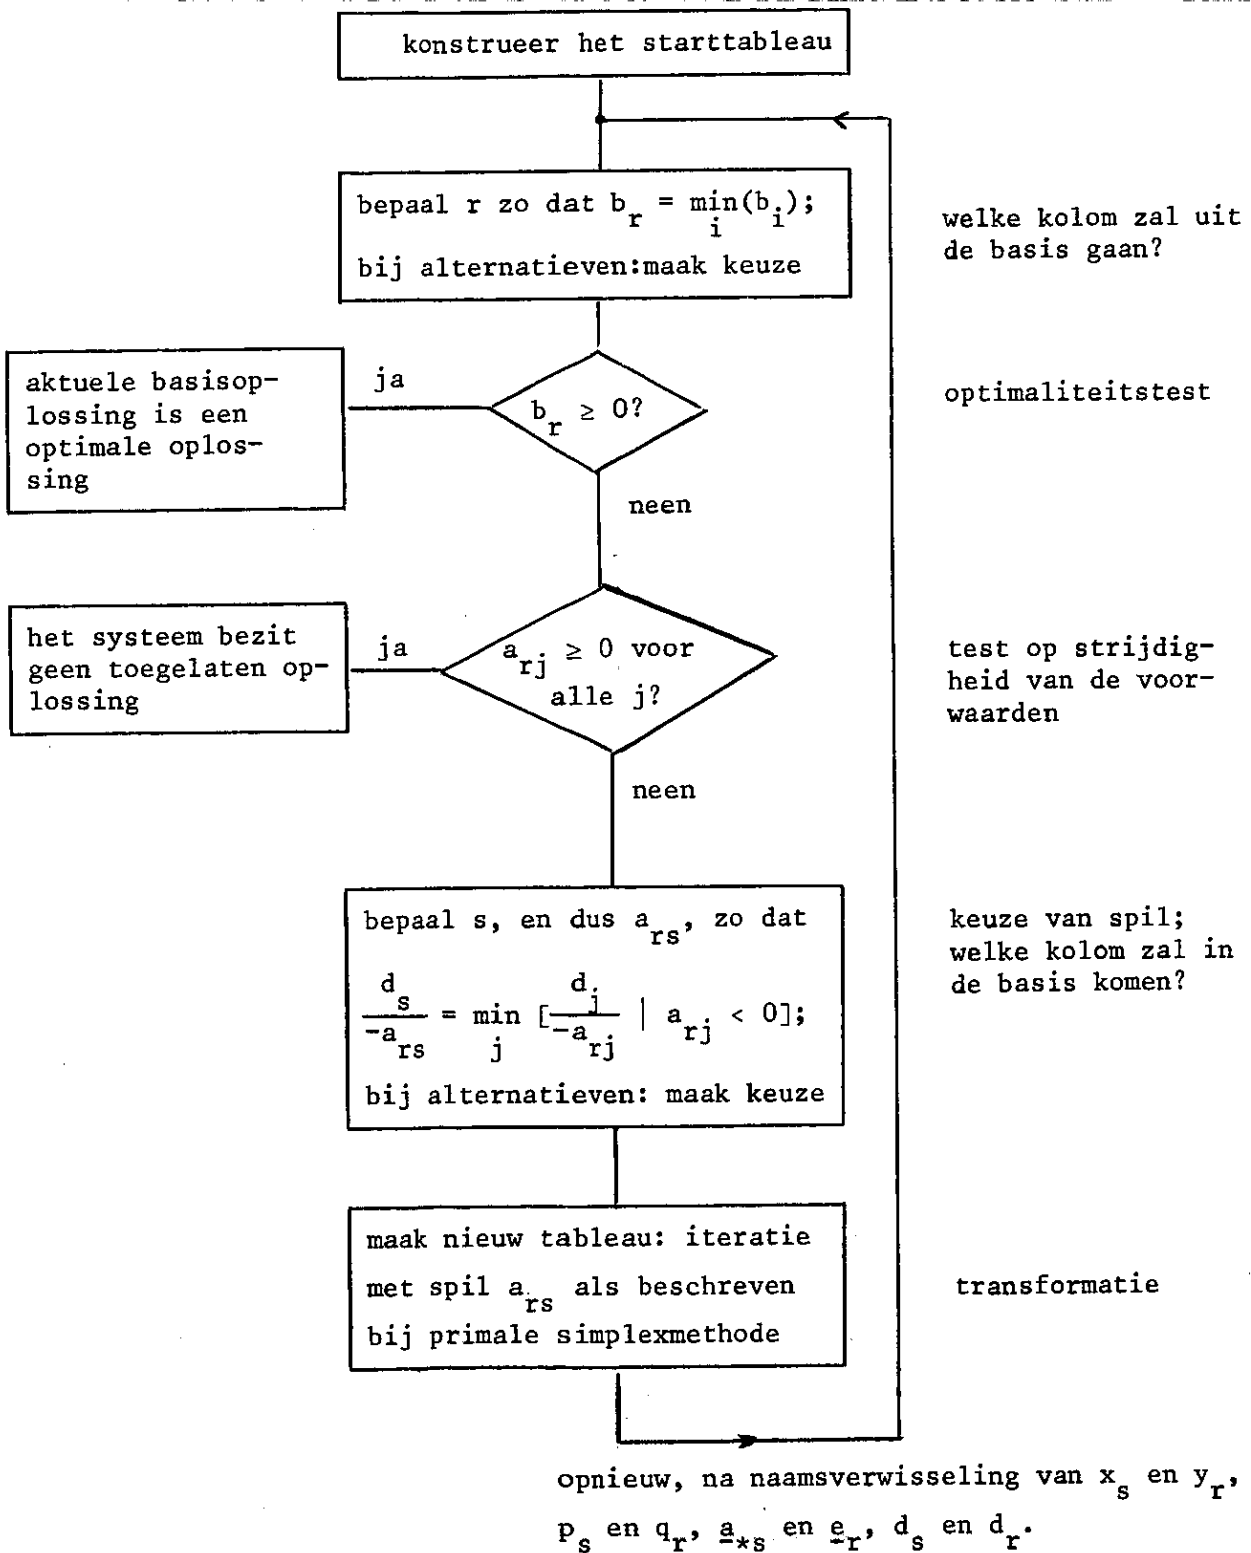 konstrueer het starttableau
bepaal r zo dat b_r = min_i(b_i);
bij alternatieven:maak keuze
welke kolom zal uit
de basis gaan?
aktuele basisop-
lossing is een
optimale oplos-
sing
ja
b_r ≥ 0?
optimaliteitstest
neen
het systeem bezit
geen toegelaten op-
lossing
ja
a_rj ≥ 0 voor
alle j?
test op strijdig-
heid van de voor-
waarden
neen
bepaal s, en dus a_rs, zo dat
d_s/-a_rs = min_j [d_j/-a_rj | a_rj < 0];
bij alternatieven: maak keuze
keuze van spil;
welke kolom zal in
de basis komen?
maak nieuw tableau: iteratie
met spil a_rs als beschreven
bij primale simplexmethode
transformatie
opnieuw, na naamsverwisseling van x_s en y_r,
p_s en q_r, a_*s en e_r, d_s en d_r.